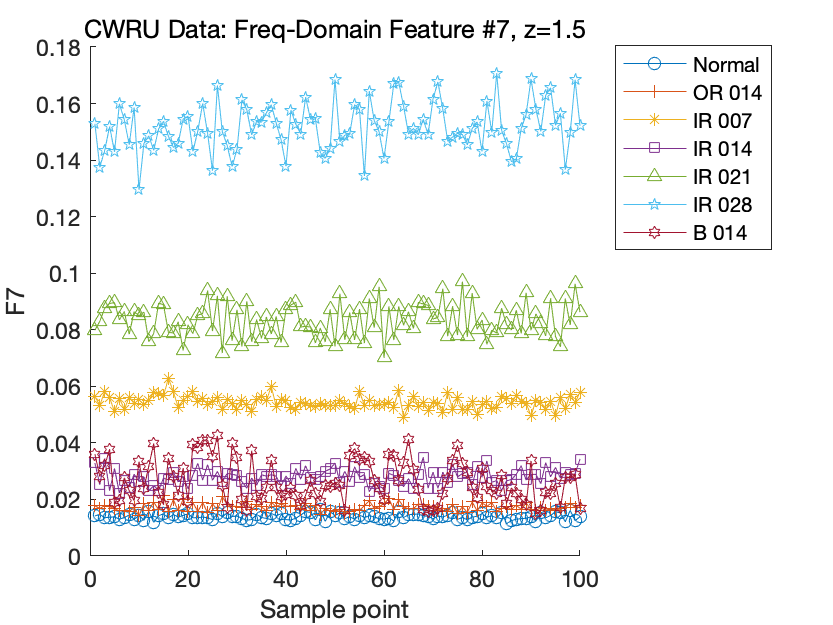 CWRU Data: Freq-Domain Feature #7, z=1.5
0.18
0.16
0.14
0.12
0.1
0.08
0.06
0.04
0.02
0
F7
0 20 40 60 80 100
Sample point
Normal
OR 014
IR 007
IR 014
IR 021
IR 028
B 014